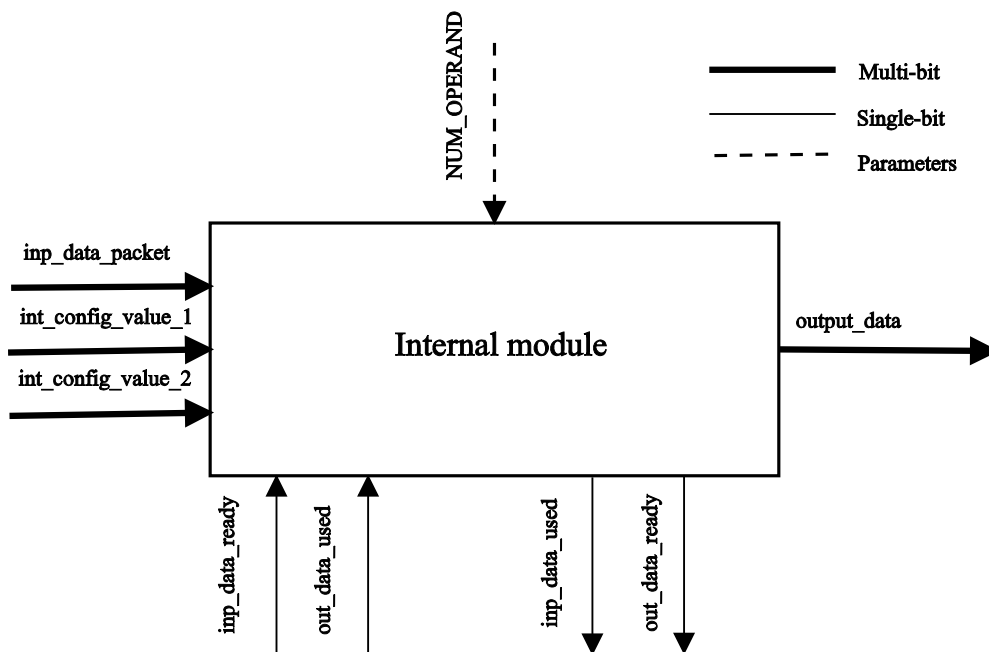 NUM_OPERAND
Multi-bit
Single-bit
Parameters
inp_data_packet
int_config_value_1
int_config_value_2
Internal module
output_data
inp_data_ready
out_data_used
inp_data_used
out_data_ready